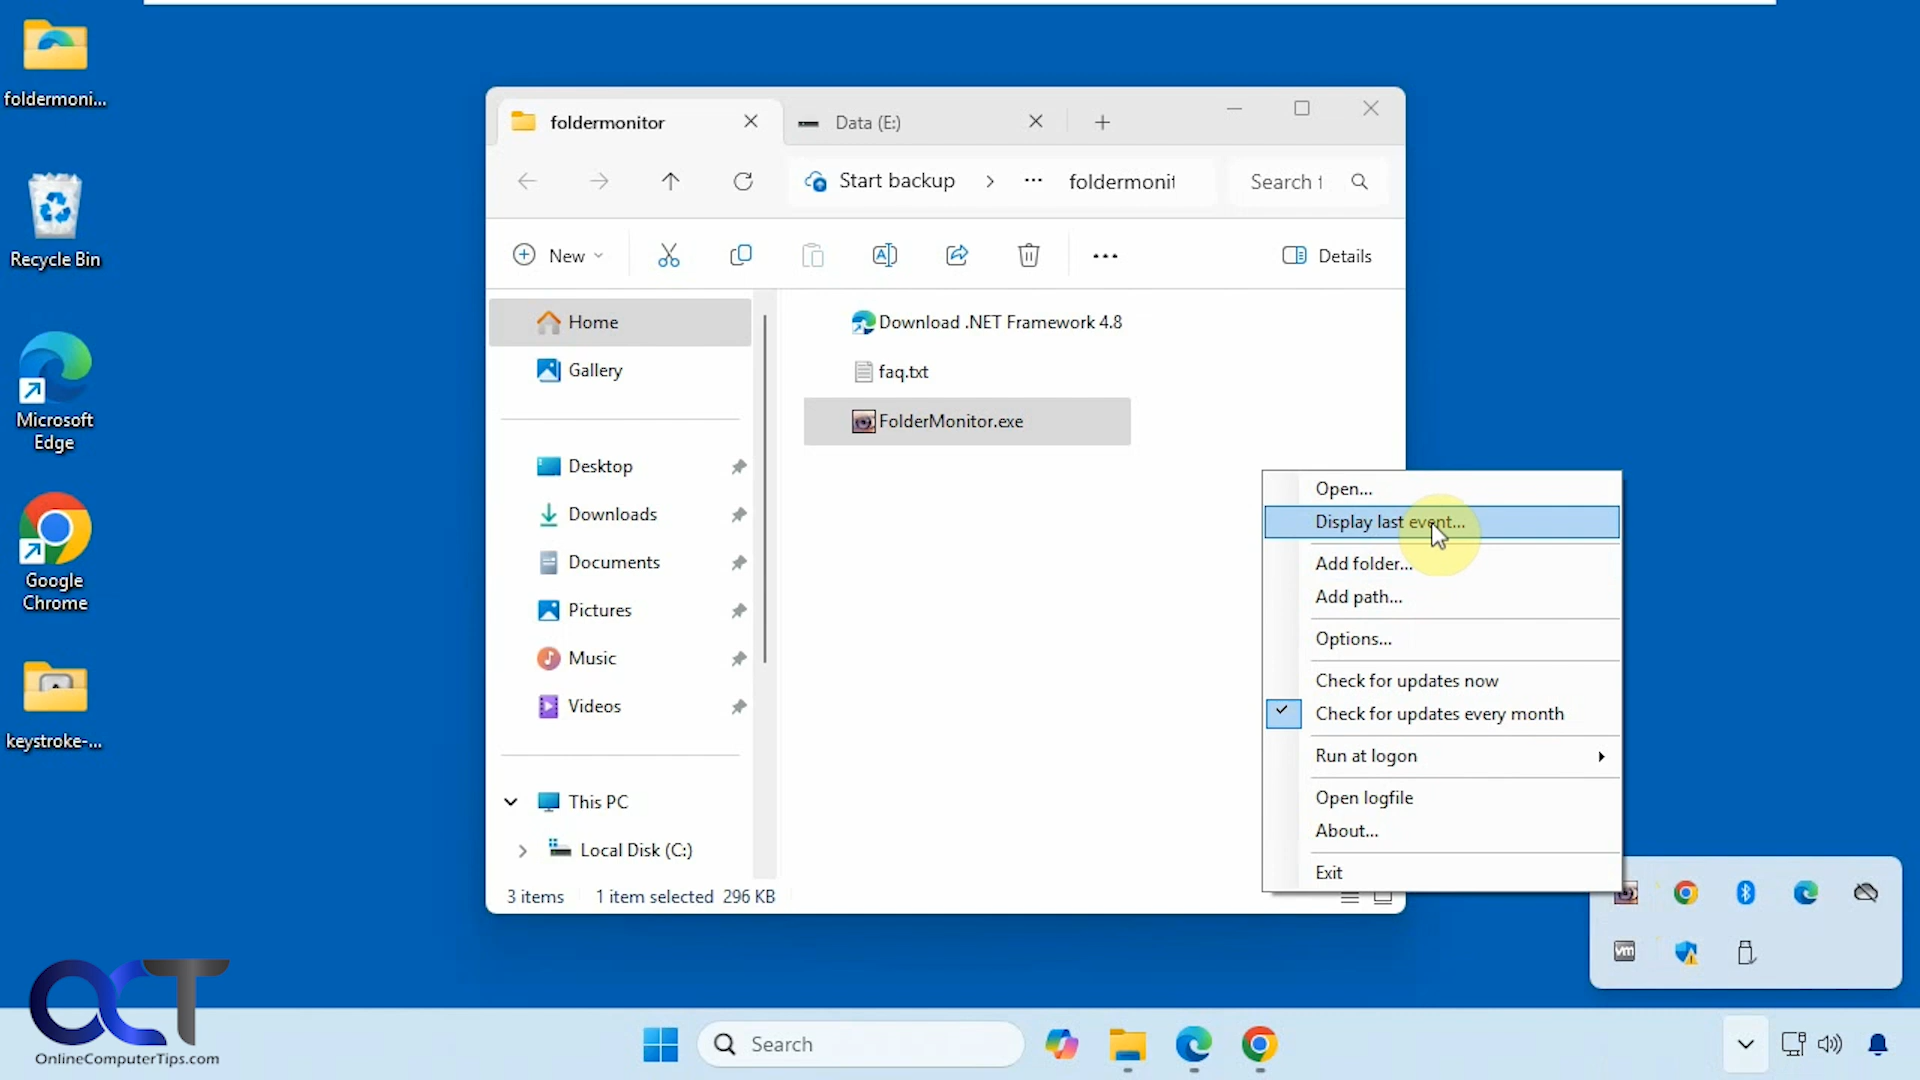 foldermoni...
Recycle Bin
Microsoft
Edge
Google
Chrome
keystroke-...
foldermonitor
Data (E:)
Start backup
foldermonit
Search f
New
Details
Home
Gallery
Desktop
Downloads
Documents
Pictures
Music
Videos
This PC
Local Disk (C:)
Download .NET Framework 4.8
faq.txt
FolderMonitor.exe
3 items
1 item selected 296 KB
Open...
Display last event...
Add folder...
Add path...
Options...
Check for updates now
Check for updates every month
Run at logon
Open logfile
About...
Exit
vm
OCT
OnlineComputerTips.com
Search